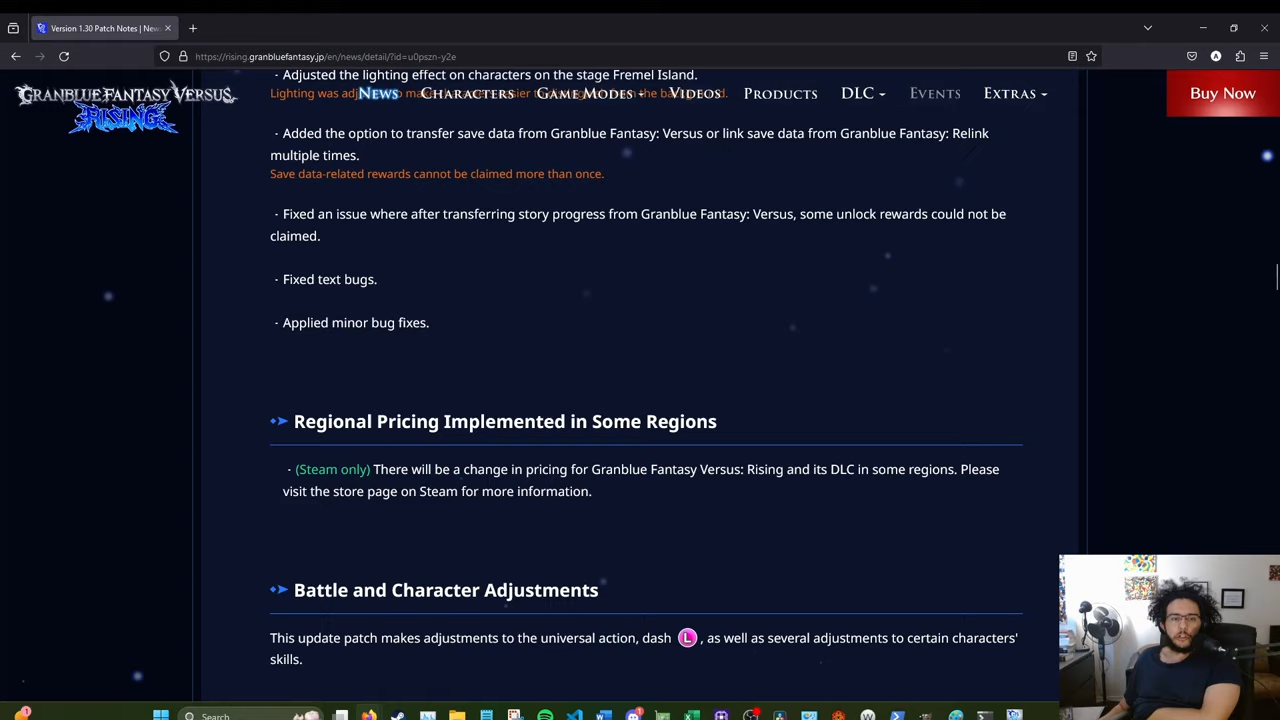 Version 1.30 Patch Notes | New
https://rising.granbluefantasy.jp/en/news/detail/?id=u0pszn-y2e
GRANBLUE FANTASY VERSUS
RISING
NEWS
CHARACTERS
GAME MODES
VIDEOS
PRODUCTS
DLC
EVENTS
EXTRAS
Buy Now
・Adjusted the lighting effect on characters on the stage Fremel Island.
Lighting was
・Added the option to transfer save data from Granblue Fantasy: Versus or link save data from Granblue Fantasy: Relink
multiple times.
Save data-related rewards cannot be claimed more than once.
・Fixed an issue where after transferring story progress from Granblue Fantasy: Versus, some unlock rewards could not be
claimed.
・Fixed text bugs.
・Applied minor bug fixes.
Regional Pricing Implemented in Some Regions
・(Steam only) There will be a change in pricing for Granblue Fantasy Versus: Rising and its DLC in some regions. Please
visit the store page on Steam for more information.
Battle and Character Adjustments
This update patch makes adjustments to the universal action, dash L , as well as several adjustments to certain characters'
skills.
Search